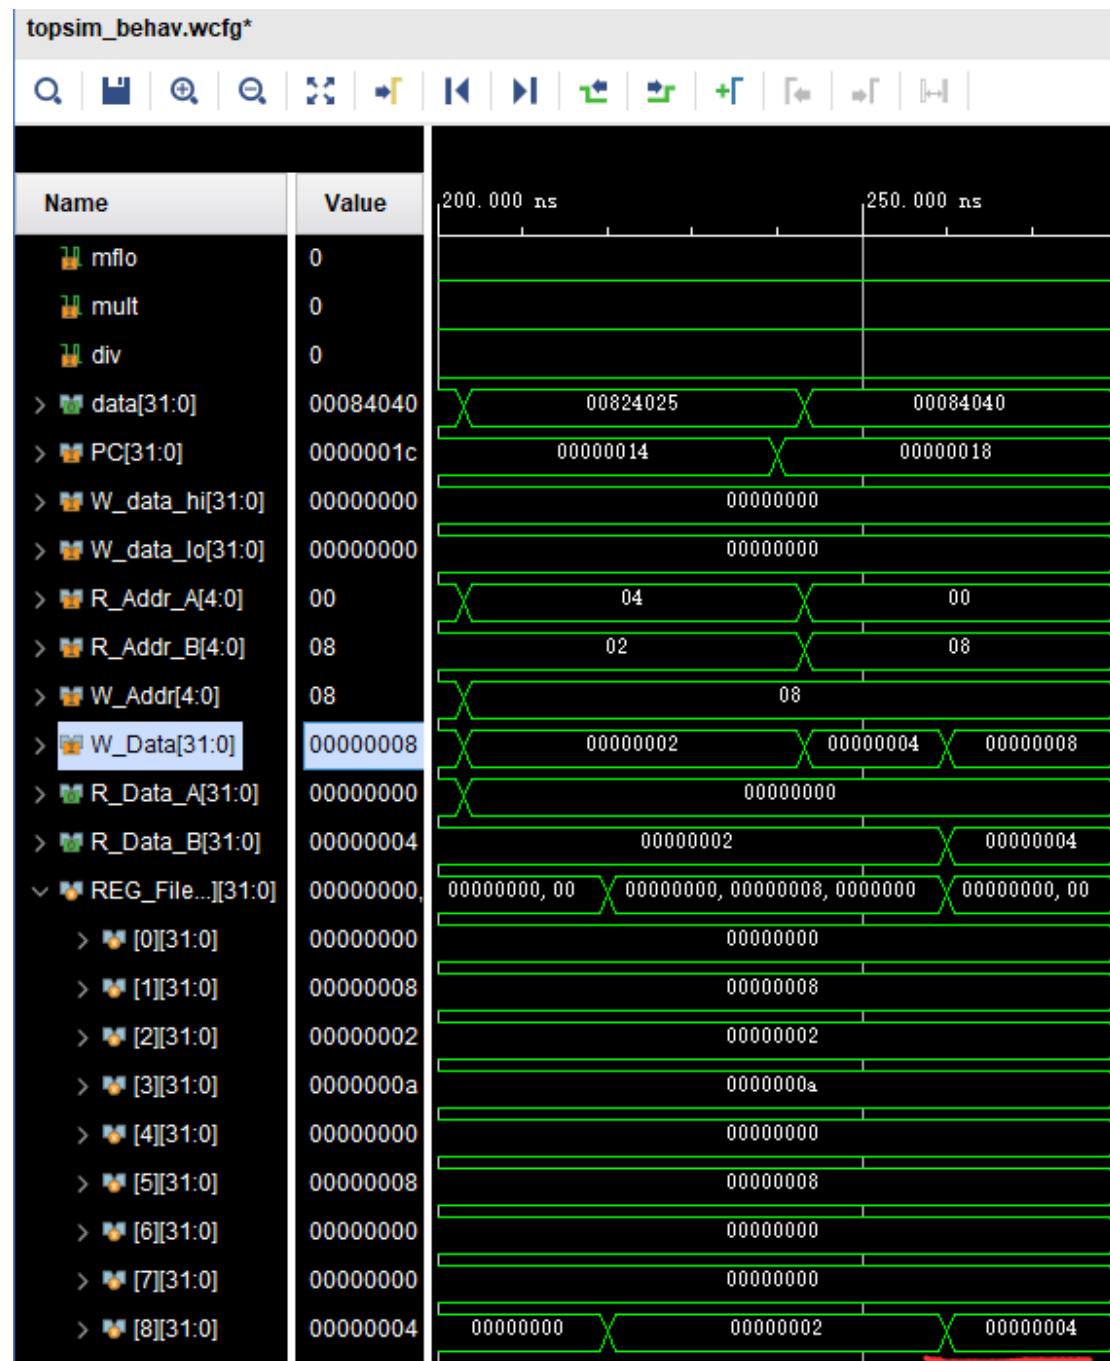 topsim_behav.wcfg*
Name Value 200.000 ns 250.000 ns
mflo 0
mult 0
div 0
data[31:0] 00084040 00824025 00084040
PC[31:0] 0000001c 00000014 00000018
W_data_hi[31:0] 00000000 00000000
W_data_lo[31:0] 00000000 00000000
R_Addr_A[4:0] 00 04 00
R_Addr_B[4:0] 08 02 08
W_Addr[4:0] 08 08
W_Data[31:0] 00000008 00000002 00000004 00000008
R_Data_A[31:0] 00000000 00000000
R_Data_B[31:0] 00000004 00000002 00000004
REG_File...][31:0] 00000000, 00000000, 00 00000000, 00000008, 0000000 00000000, 00
[0][31:0] 00000000 00000000
[1][31:0] 00000008 00000008
[2][31:0] 00000002 00000002
[3][31:0] 0000000a 0000000a
[4][31:0] 00000000 00000000
[5][31:0] 00000008 00000008
[6][31:0] 00000000 00000000
[7][31:0] 00000000 00000000
[8][31:0] 00000004 00000000 00000002 00000004